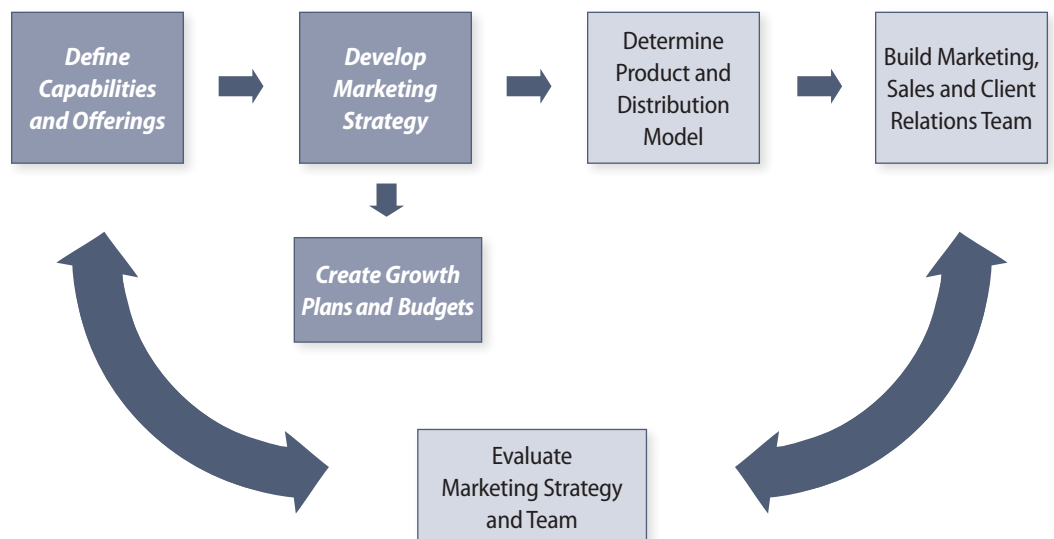 Define
Capabilities
and Offerings
Develop
Marketing
Strategy
Determine
Product and
Distribution
Model
Build Marketing,
Sales and Client
Relations Team
Create Growth
Plans and Budgets
Evaluate
Marketing Strategy
and Team